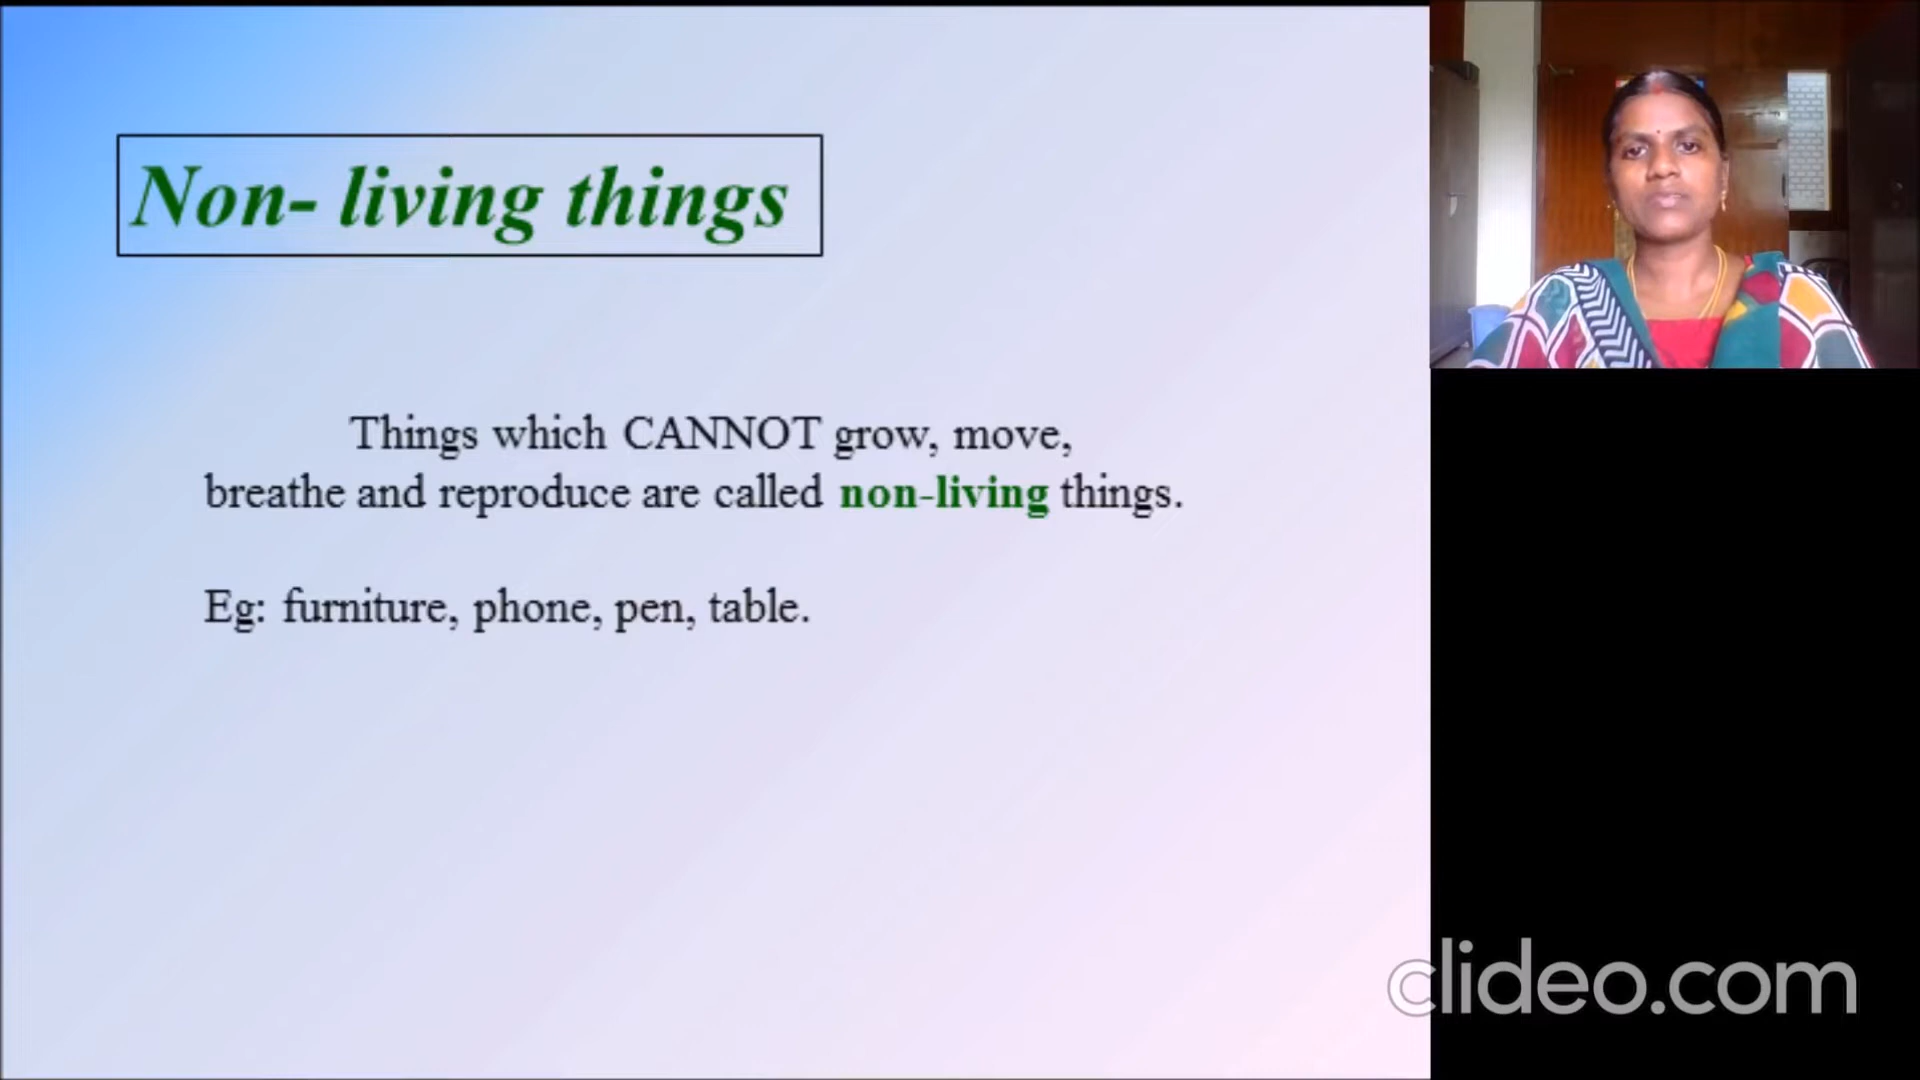 Non- living things
Things which CANNOT grow, move,
breathe and reproduce are called non-living things.
Eg: furniture, phone, pen, table.
clideo.com